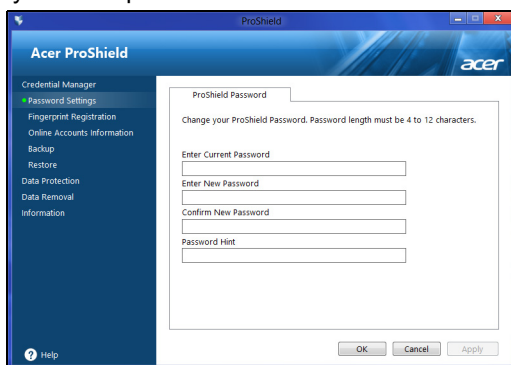 ProShield
Acer ProShield
acer
Credential Manager
Password Settings
Fingerprint Registration
Online Accounts Information
Backup
Restore
Data Protection
Data Removal
Information
Help
ProShield Password
Change your ProShield Password. Password length must be 4 to 12 characters.
Enter Current Password
Enter New Password
Confirm New Password
Password Hint
OK Cancel Apply